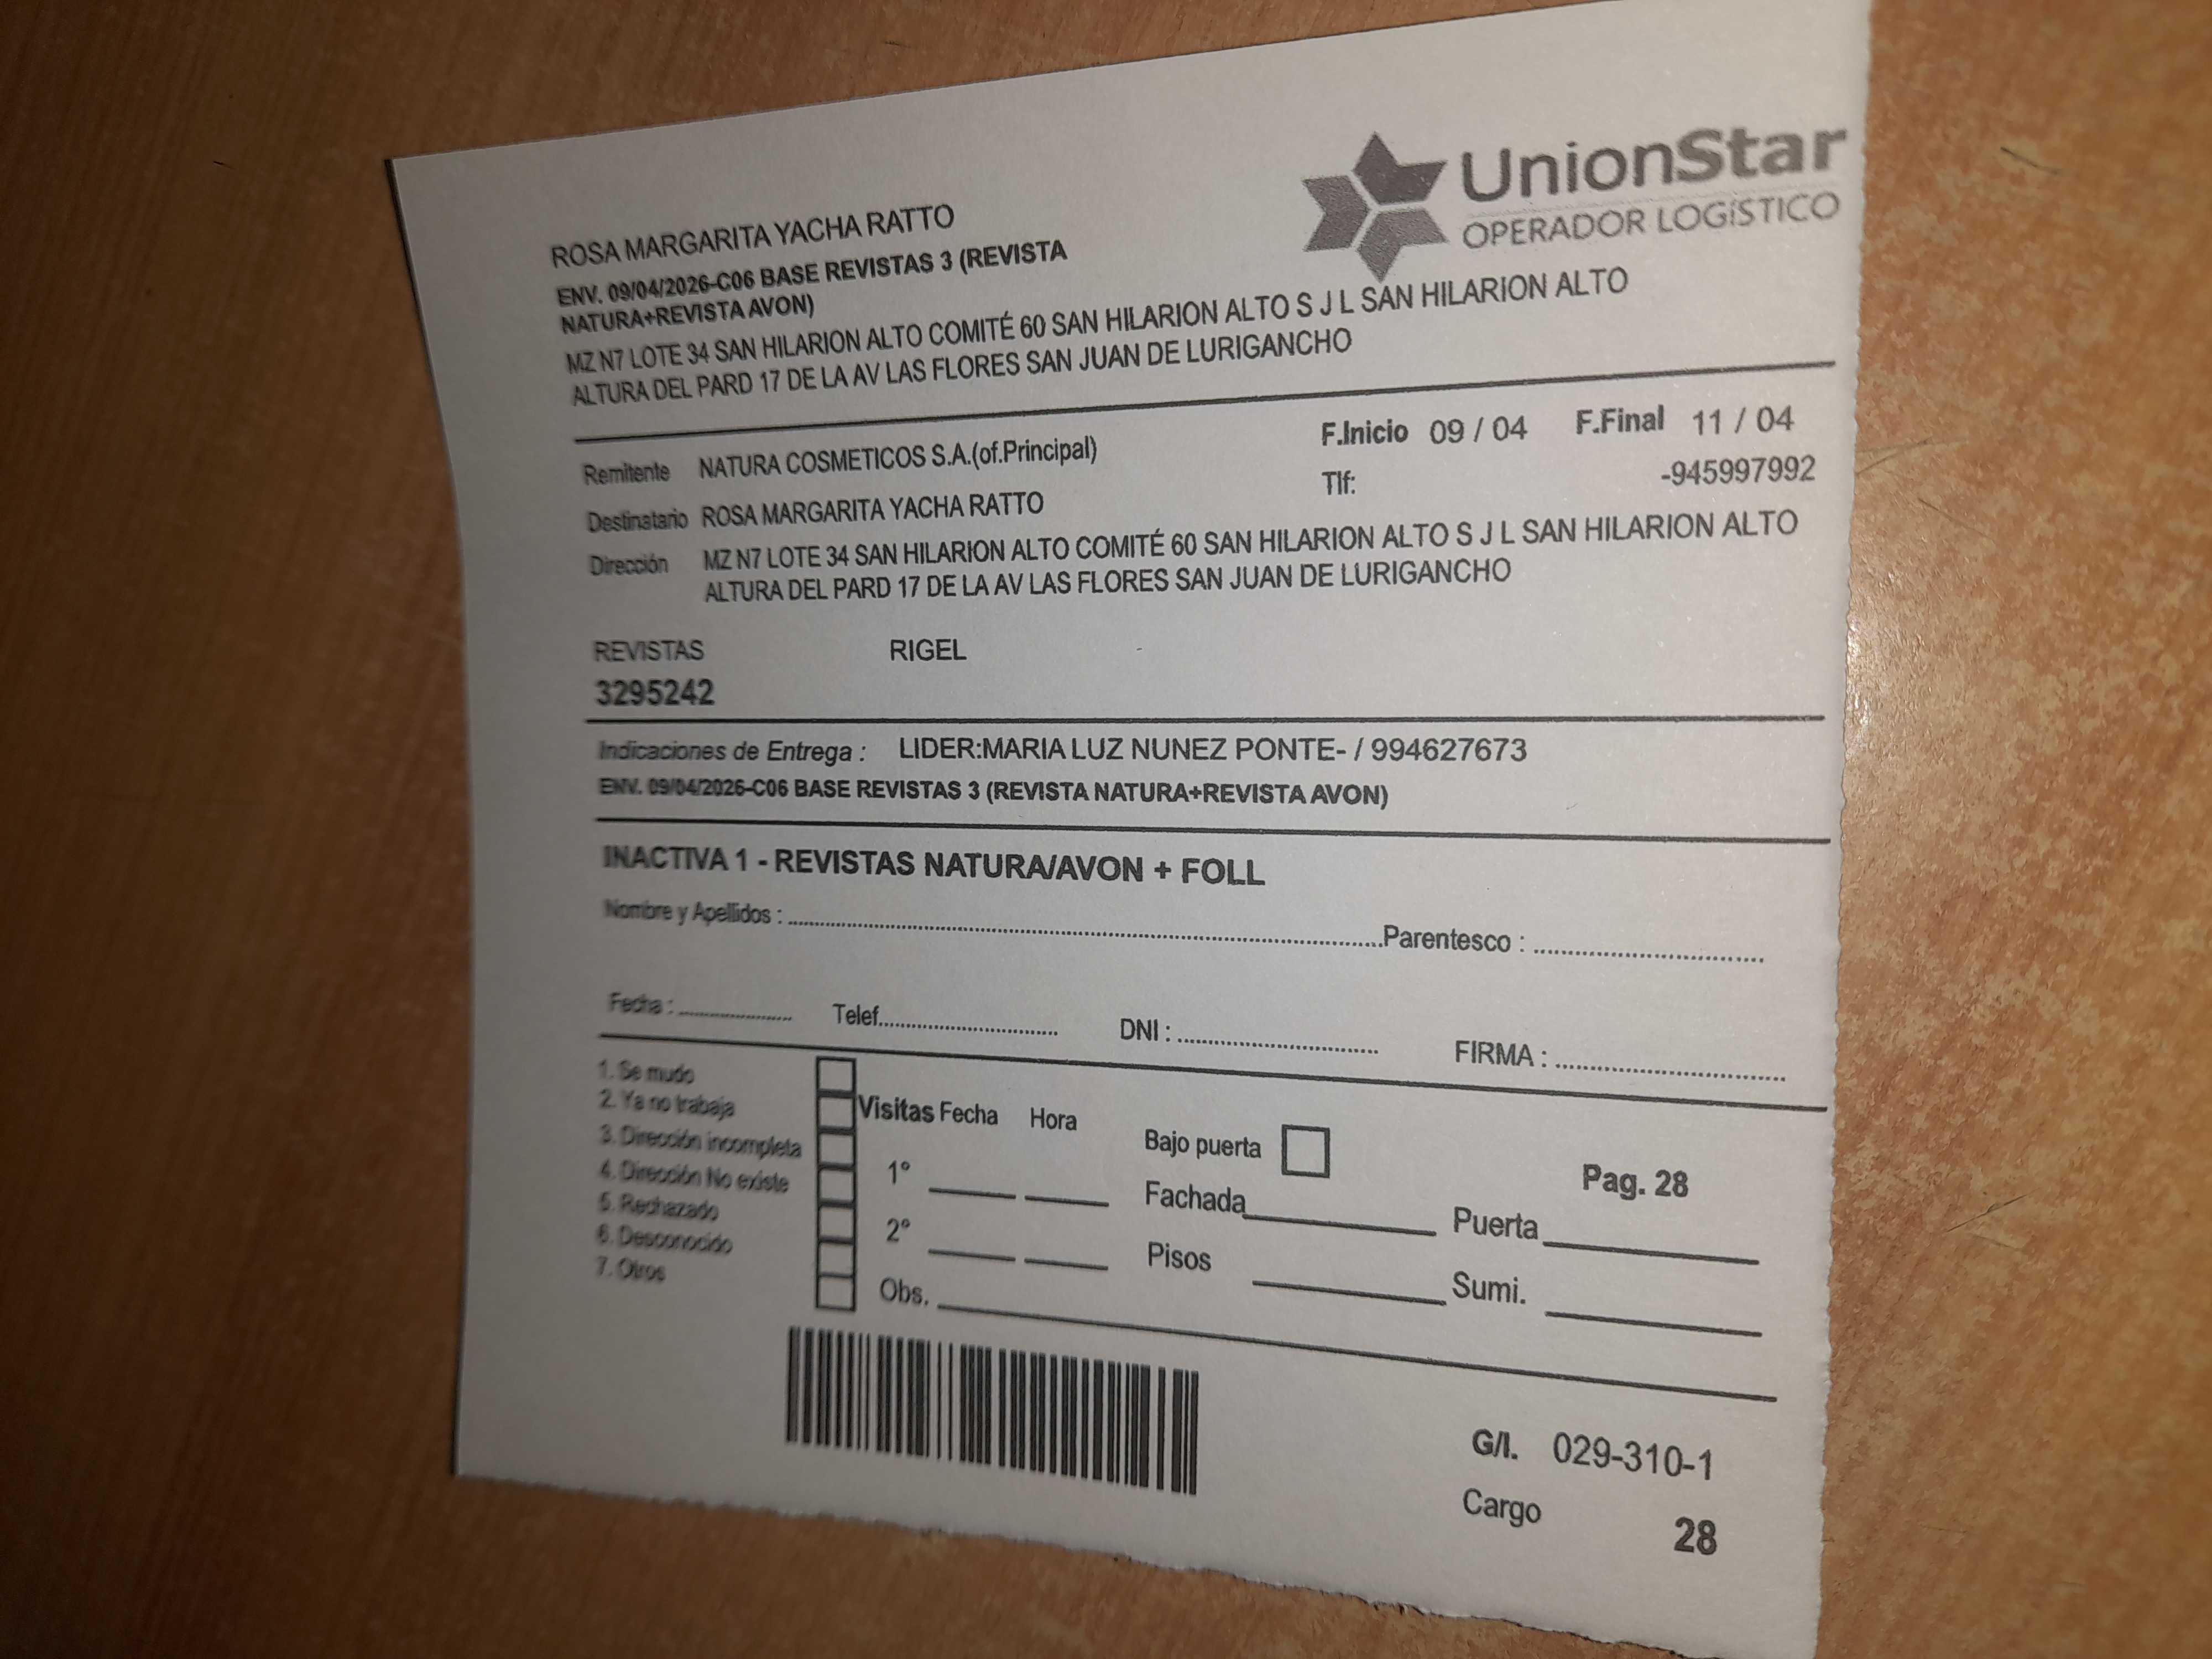 UnionStar
OPERADOR LOGÍSTICO
ROSA MARGARITA YACHA RATTO
ENV. 09/04/2026-C06 BASE REVISTAS 3 (REVISTA
NATURA+REVISTA AVON)
MZ N7 LOTE 34 SAN HILARION ALTO COMITÉ 60 SAN HILARION ALTO S J L SAN HILARION ALTO
ALTURA DEL PARD 17 DE LA AV LAS FLORES SAN JUAN DE LURIGANCHO
Remitente NATURA COSMETICOS S.A.(of.Principal) F.Inicio 09 / 04 F.Final 11 / 04
Destinatario ROSA MARGARITA YACHA RATTO Tlf: -945997992
Dirección MZ N7 LOTE 34 SAN HILARION ALTO COMITÉ 60 SAN HILARION ALTO S J L SAN HILARION ALTO
ALTURA DEL PARD 17 DE LA AV LAS FLORES SAN JUAN DE LURIGANCHO
REVISTAS RIGEL
3295242
Indicaciones de Entrega : LIDER:MARIA LUZ NUNEZ PONTE- / 994627673
ENV. 09/04/2026-C06 BASE REVISTAS 3 (REVISTA NATURA+REVISTA AVON)
INACTIVA 1 - REVISTAS NATURA/AVON + FOLL
Nombre y Apellidos : Parentesco :
Fecha : Telef. DNI : FIRMA :
1. Se mudo
2. Ya no trabaja
3. Dirección incompleta
4. Dirección No existe
5. Rechazado
6. Desconocido
7. Otros
Visitas Fecha Hora
1°
2°
Obs.
Bajo puerta
Pag. 28
Fachada Puerta
Pisos Sumi.
G/I. 029-310-1
Cargo 28